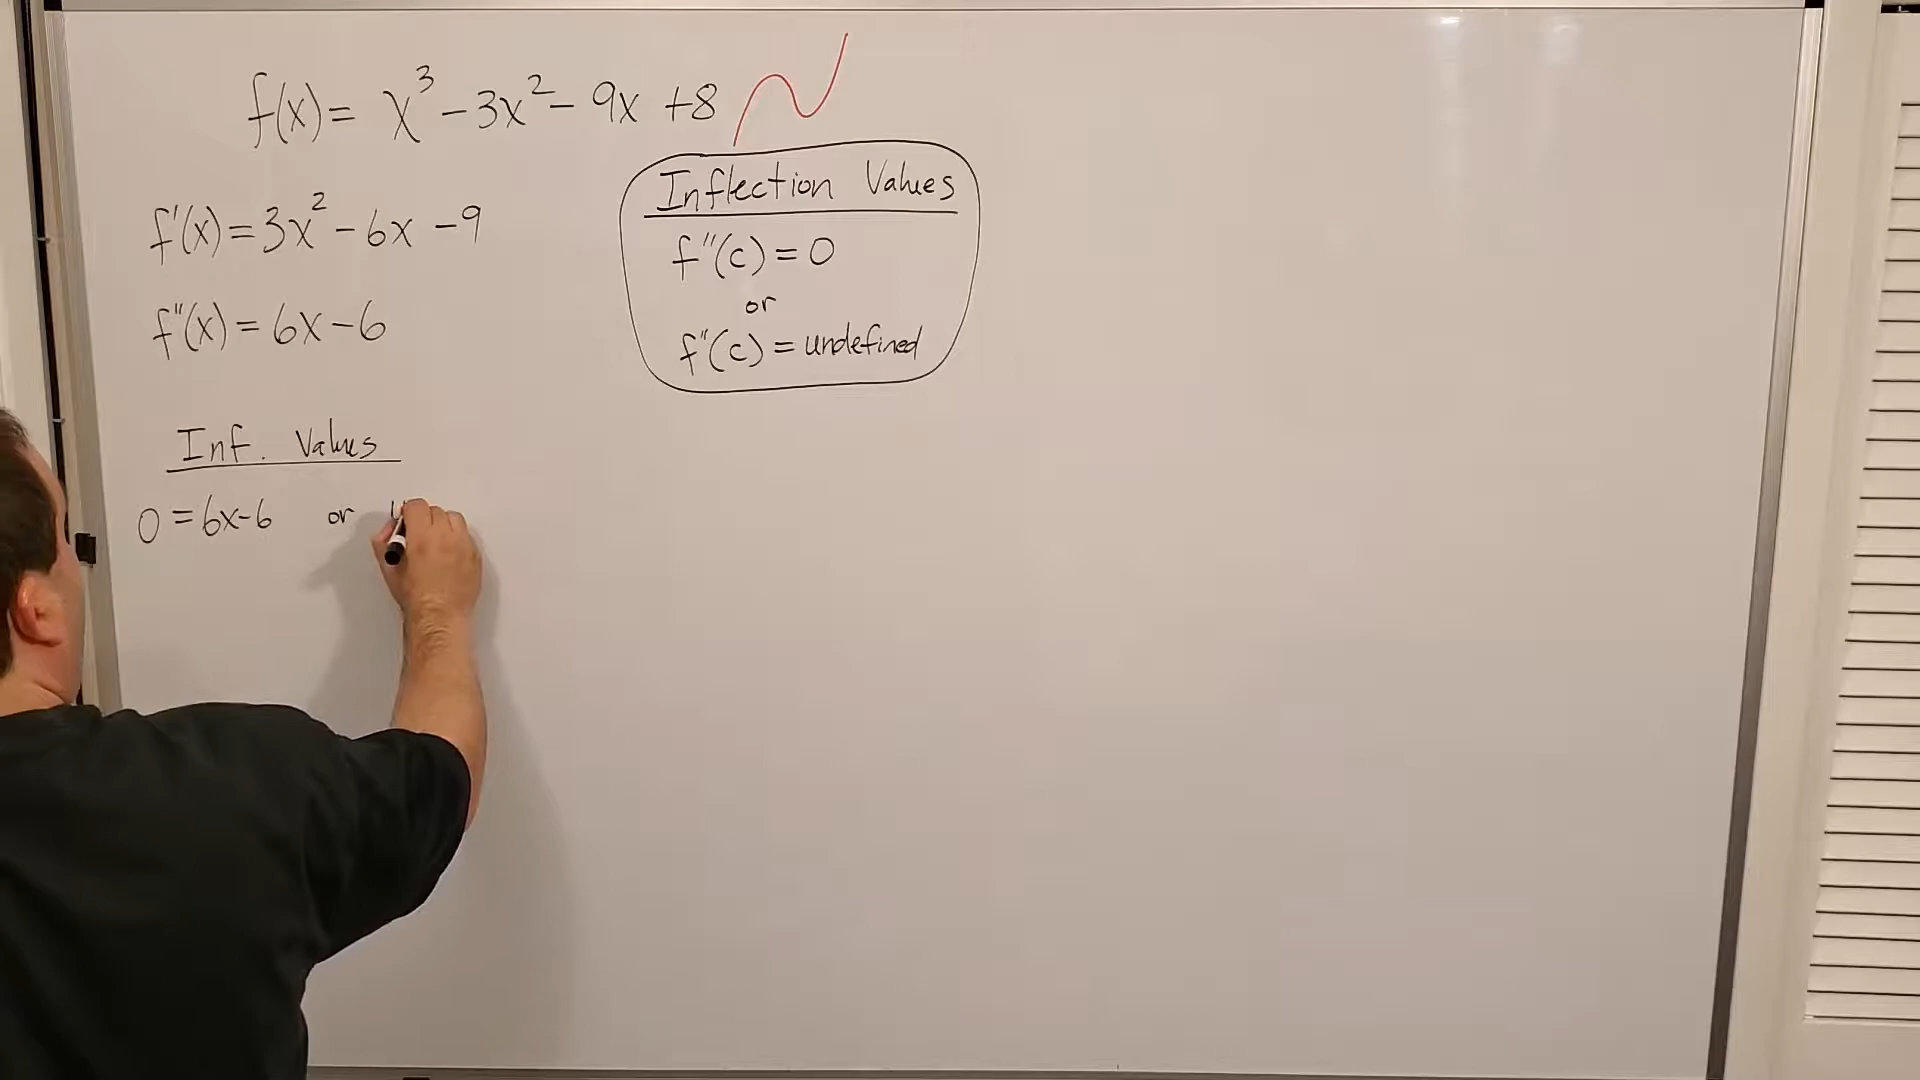 f(x) = x³ - 3x² - 9x + 8
f'(x) = 3x² - 6x - 9
f''(x) = 6x - 6
Inflection Values
f''(c) = 0
or
f''(c) = undefined
Inf. Values
0 = 6x - 6 or